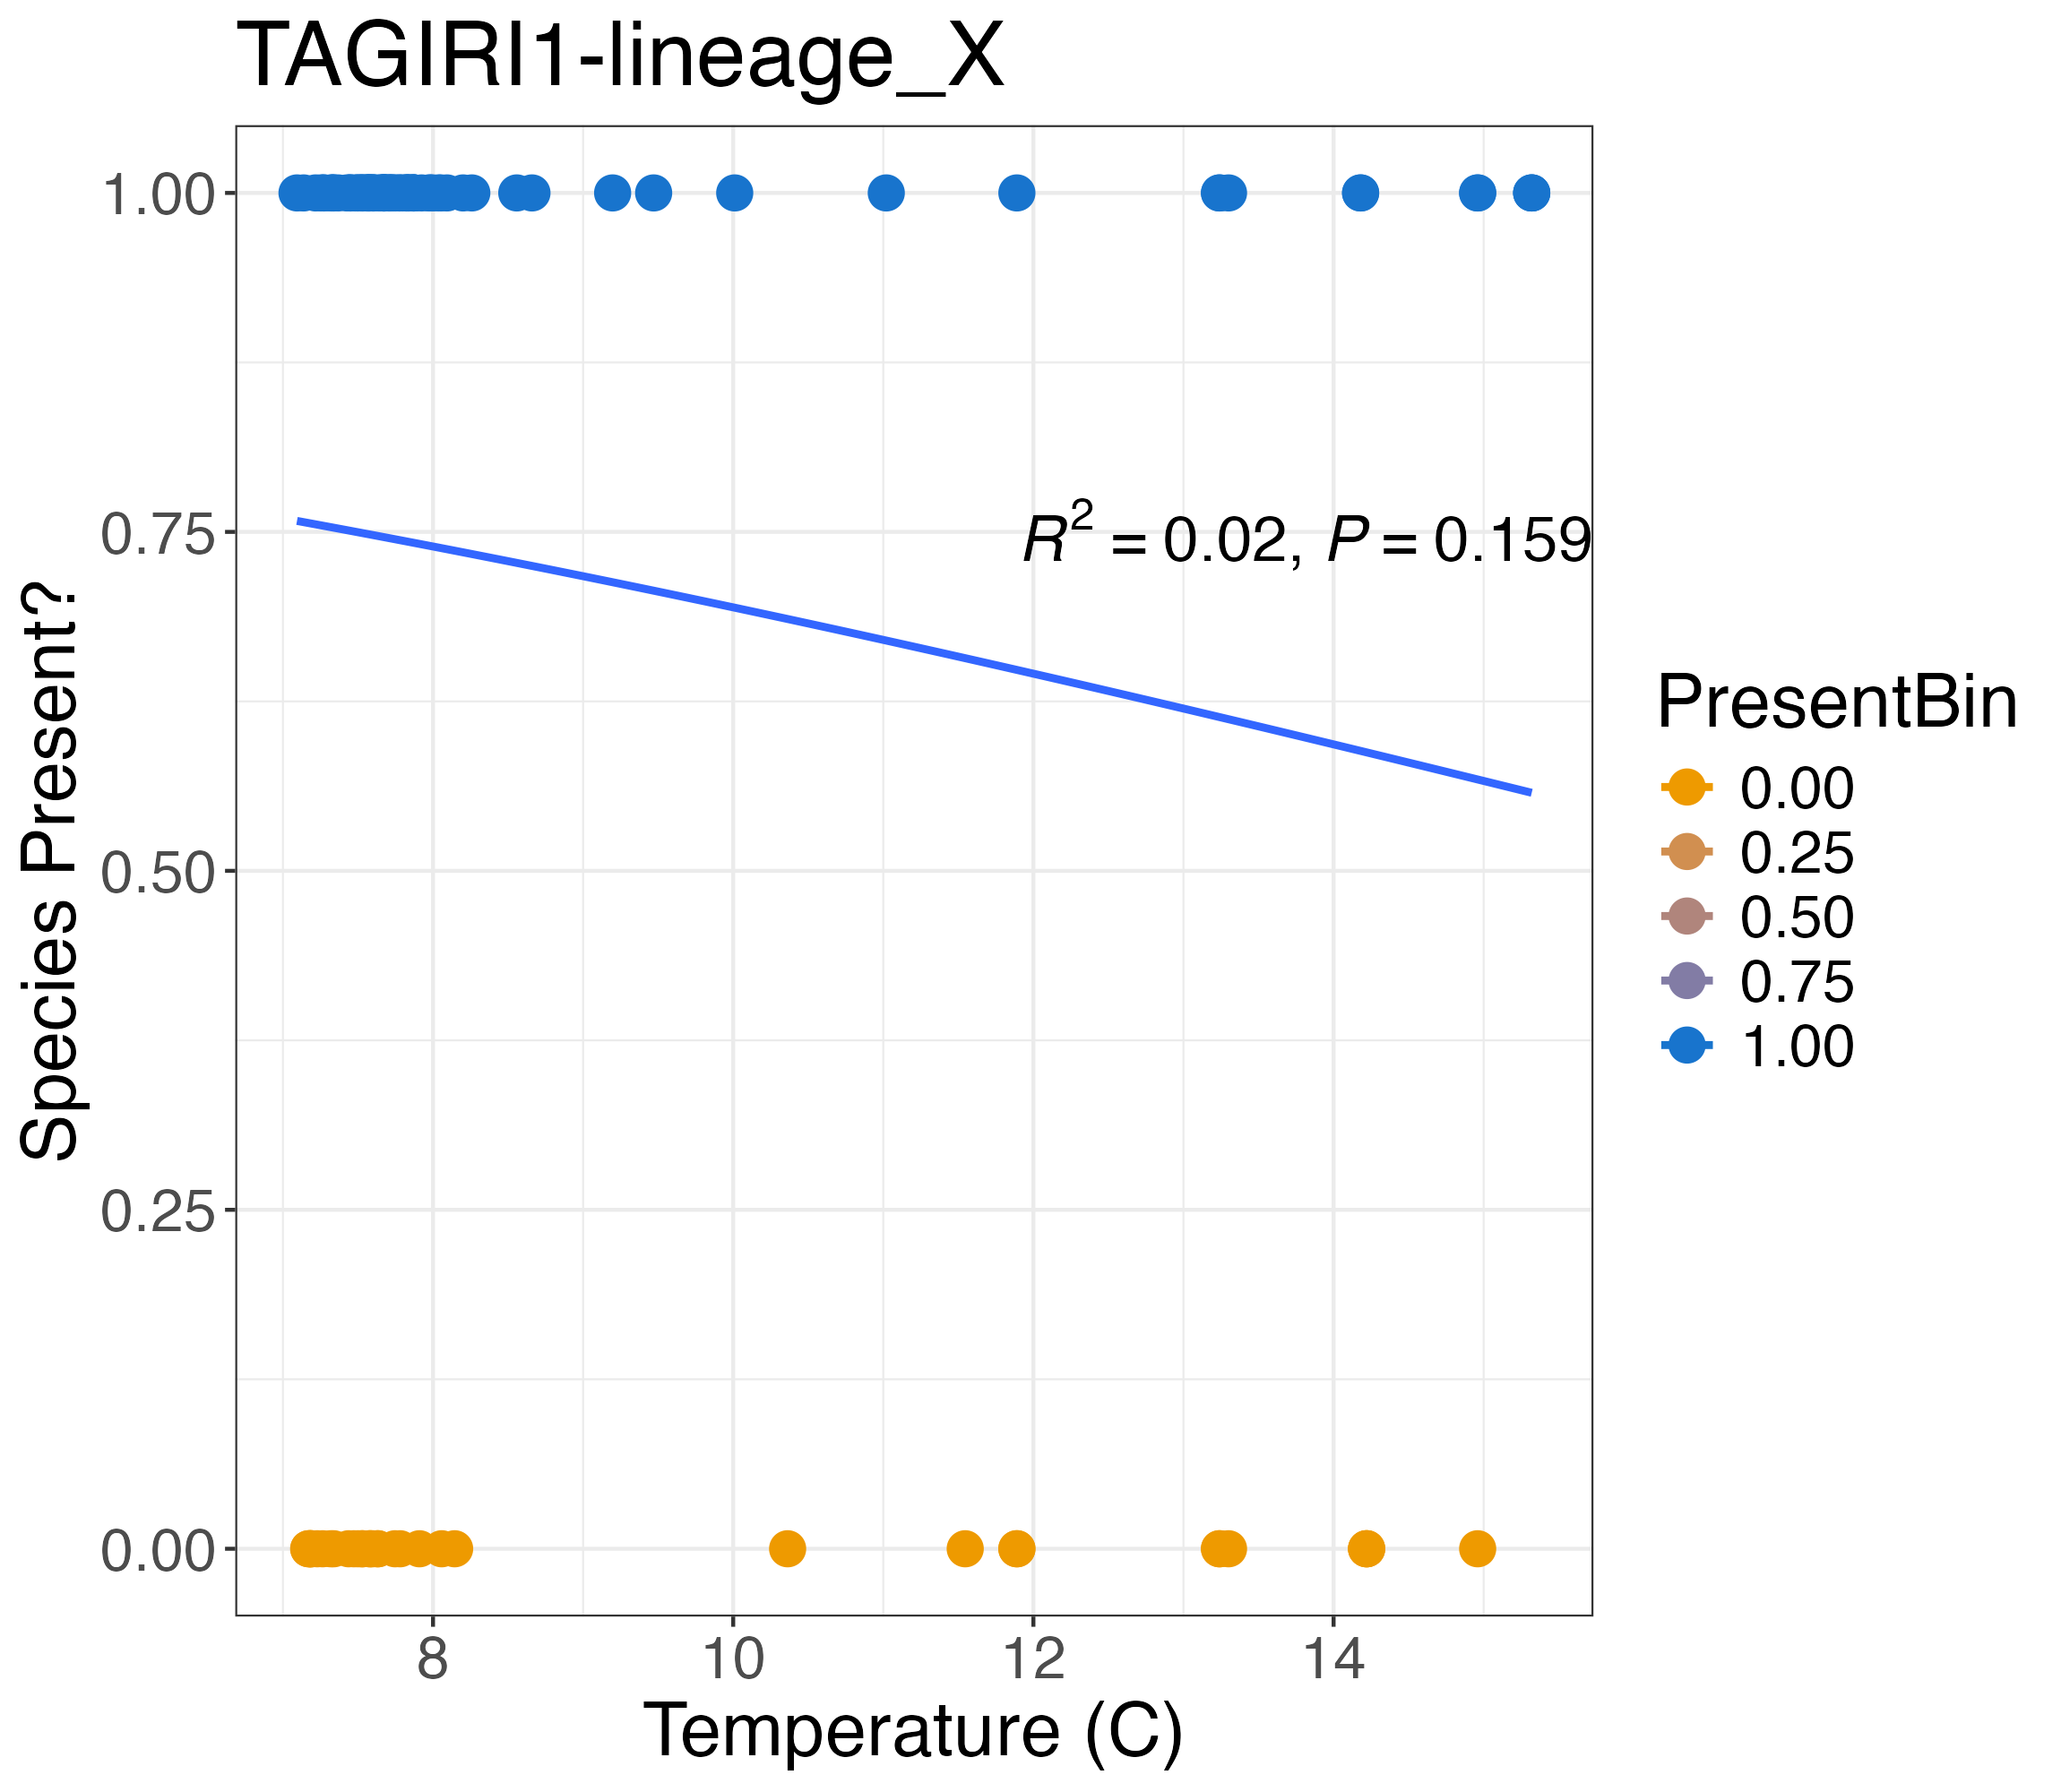 TAGIRI1-lineage_X
1.00
0.75
0.50
0.25
0.00
Species Present?
R² = 0.02, P = 0.159
8 10 12 14
Temperature (C)
PresentBin
0.00
0.25
0.50
0.75
1.00